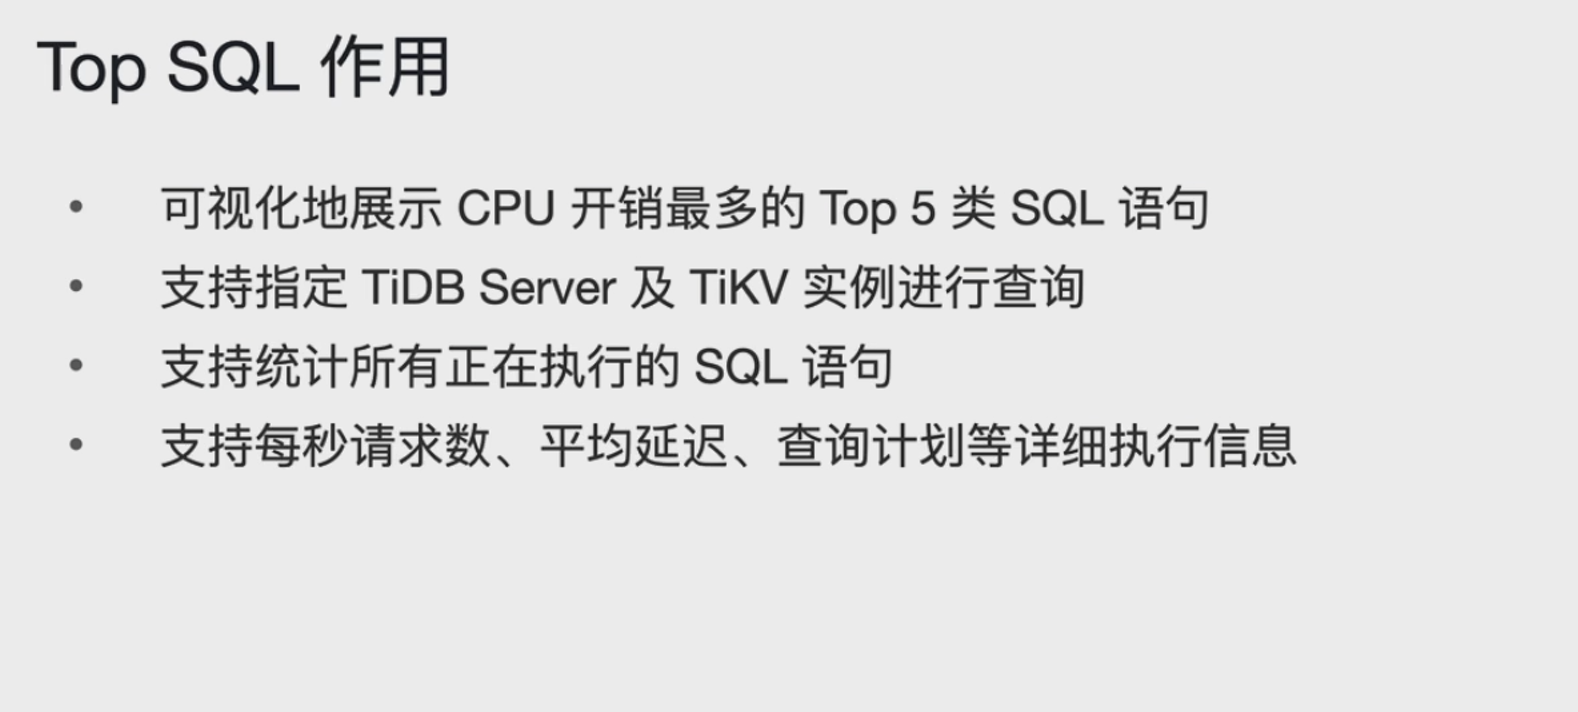 Top SQL 作用
• 可视化地展示 CPU 开销最多的 Top 5 类 SQL 语句
• 支持指定 TiDB Server 及 TiKV 实例进行查询
• 支持统计所有正在执行的 SQL 语句
• 支持每秒请求数、平均延迟、查询计划等详细执行信息